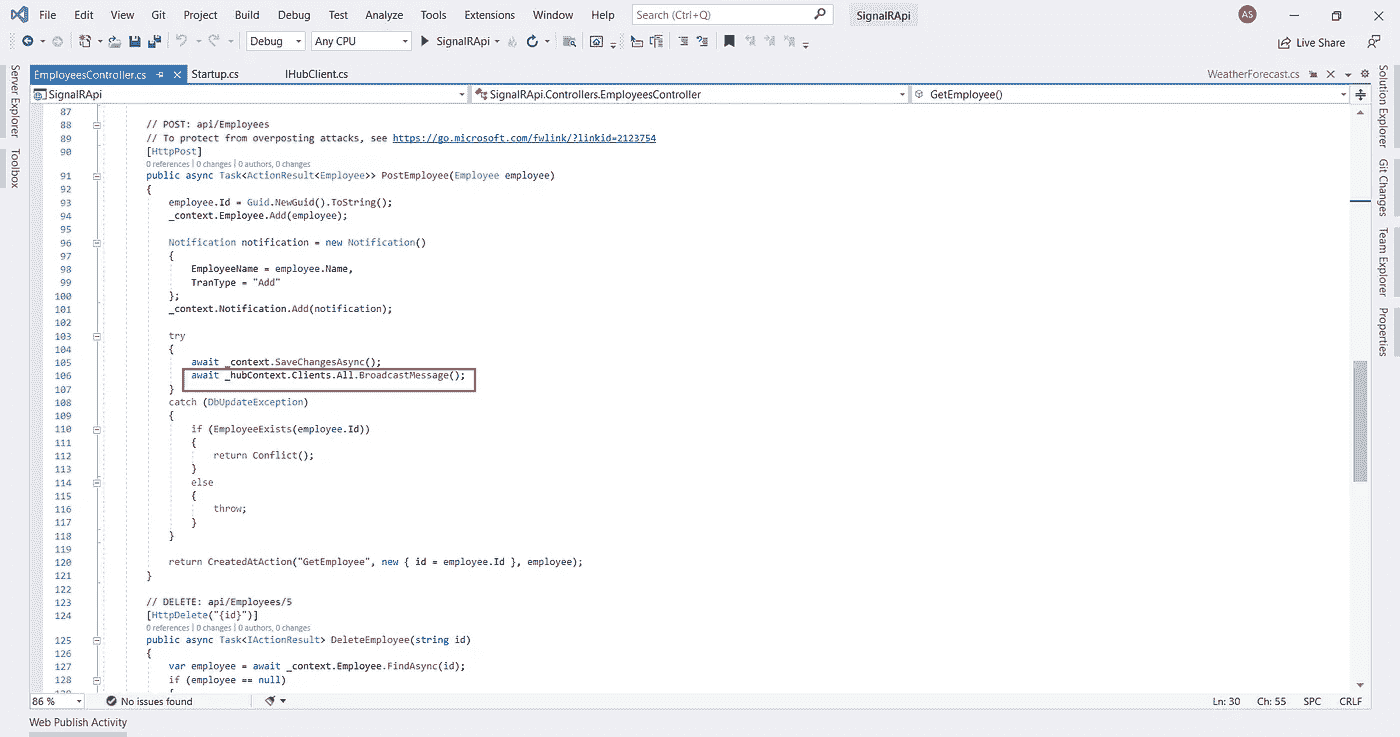 File Edit View Git Project Build Debug Test Analyze Tools Extensions Window Help Search (Ctrl+Q) SignalRApi AS
Debug Any CPU SignalRApi Live Share
Server Explorer
Toolbox
EmployeesController.cs Startup.cs IHubClient.cs WeatherForecast.cs
SignalRApi SignalRApi.Controllers.EmployeesController GetEmployee()
87
88 // POST: api/Employees
89 // To protect from overposting attacks, see https://go.microsoft.com/fwlink/?linkid=2123754
90 [HttpPost]
0 references | 0 changes | 0 authors, 0 changes
91 public async Task<ActionResult<Employee>> PostEmployee(Employee employee)
92 {
93 employee.Id = Guid.NewGuid().ToString();
94 _context.Employee.Add(employee);
95
96 Notification notification = new Notification()
97 {
98 EmployeeName = employee.Name,
99 TranType = "Add"
100 };
101 _context.Notification.Add(notification);
102
103 try
104 {
105 await _context.SaveChangesAsync();
106 await _hubContext.Clients.All.BroadcastMessage();
107 }
108 catch (DbUpdateException)
109 {
110 if (EmployeeExists(employee.Id))
111 {
112 return Conflict();
113 }
114 else
115 {
116 throw;
117 }
118 }
119
120 return CreatedAtAction("GetEmployee", new { id = employee.Id }, employee);
121 }
122
123 // DELETE: api/Employees/5
124 [HttpDelete("{id}")]
0 references | 0 changes | 0 authors, 0 changes
125 public async Task<IActionResult> DeleteEmployee(string id)
126 {
127 var employee = await _context.Employee.FindAsync(id);
128 if (employee == null)
Solution Explorer
Git Changes
Team Explorer
Properties
86 % No issues found Ln: 30 Ch: 55 SPC CRLF
Web Publish Activity